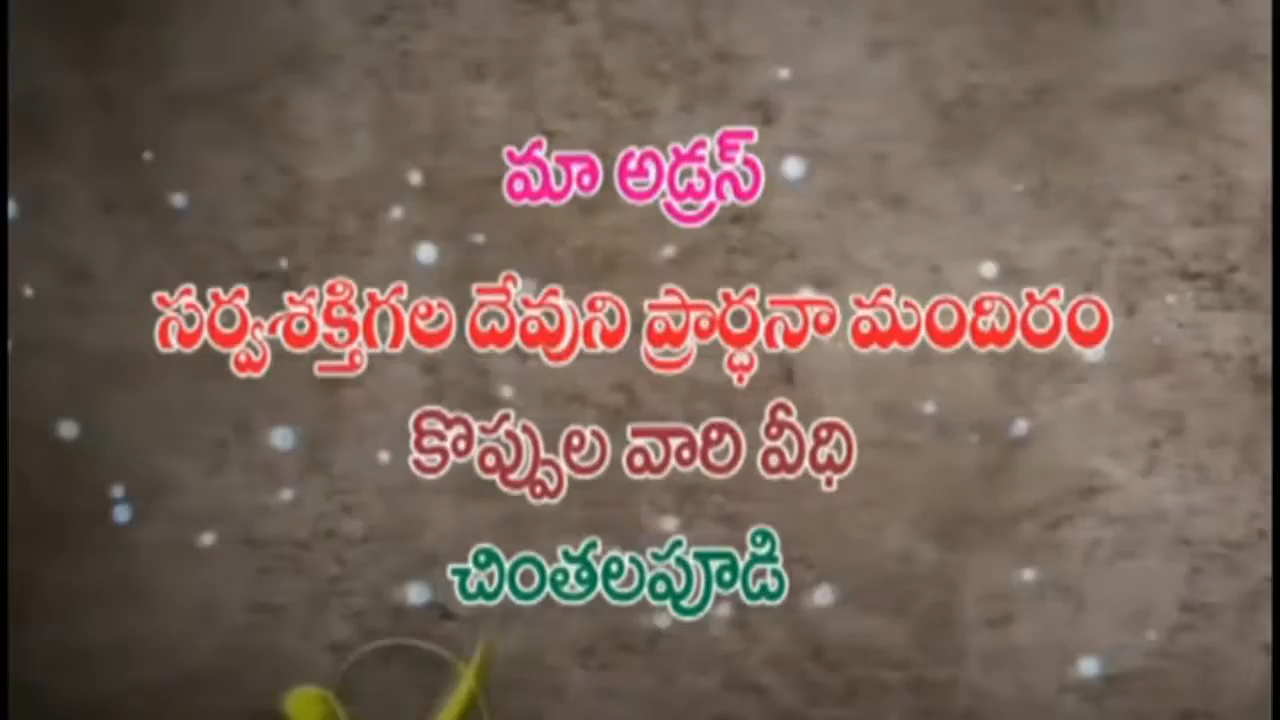 మా అడ్రస్
సర్వశక్తిగల దేవుని ప్రార్థనా మందిరం
కొప్పుల వారి వీధి
చింతలపూడి